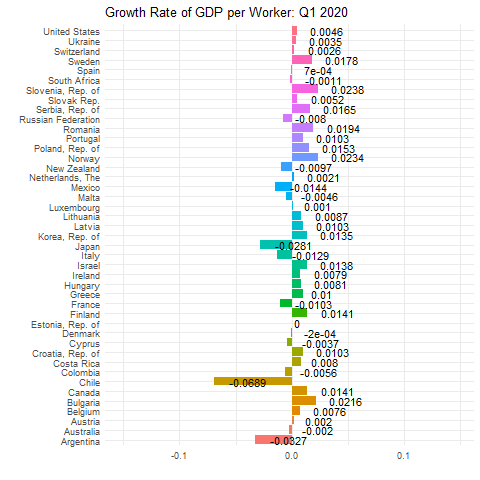 Growth Rate of GDP per Worker: Q1 2020
United States 0.0046
Ukraine 0.0035
Switzerland 0.0026
Sweden 0.0178
Spain 7e-04
South Africa -0.0011
Slovenia, Rep. of 0.0238
Slovak Rep. 0.0052
Serbia, Rep. of 0.0165
Russian Federation -0.008
Romania 0.0194
Portugal 0.0103
Poland, Rep. of 0.0153
Norway 0.0234
New Zealand -0.0097
Netherlands, The 0.0021
Mexico -0.0144
Malta -0.0046
Luxembourg 0.001
Lithuania 0.0087
Latvia 0.0103
Korea, Rep. of 0.0135
Japan -0.0281
Italy -0.0129
Israel 0.0138
Ireland 0.0079
Hungary 0.0081
Greece 0.01
France -0.0103
Finland 0.0141
Estonia, Rep. of 0
Denmark -2e-04
Cyprus -0.0037
Croatia, Rep. of 0.0103
Costa Rica 0.008
Colombia -0.0056
Chile -0.0689
Canada 0.0141
Bulgaria 0.0216
Belgium 0.0076
Austria 0.002
Australia -0.002
Argentina -0.0327
-0.1 0.0 0.1